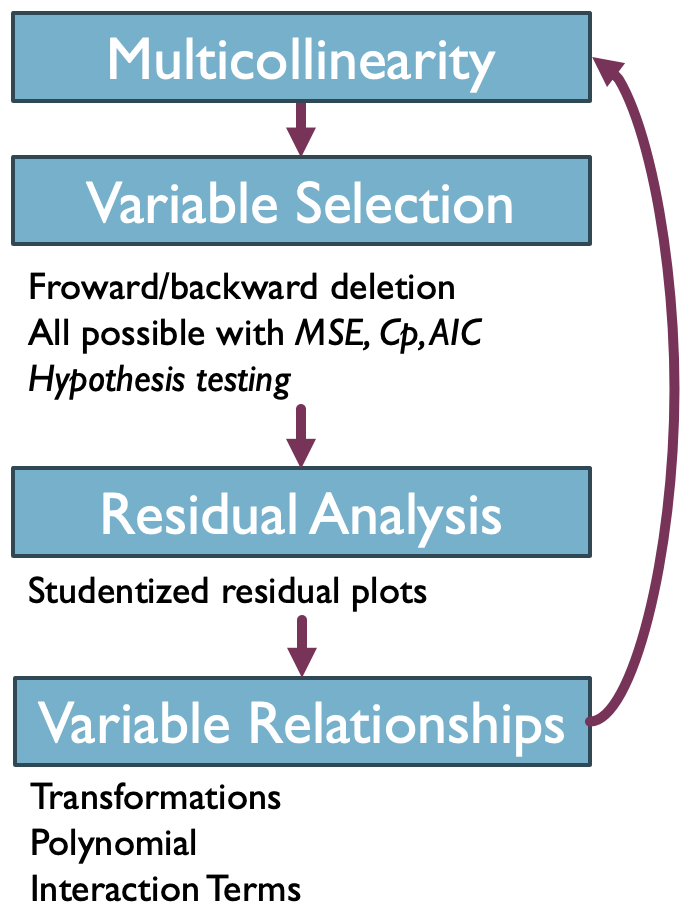 Multicollinearity
Variable Selection
Froward/backward deletion
All possible with MSE, Cp, AIC
Hypothesis testing
Residual Analysis
Studentized residual plots
Variable Relationships
Transformations
Polynomial
Interaction Terms